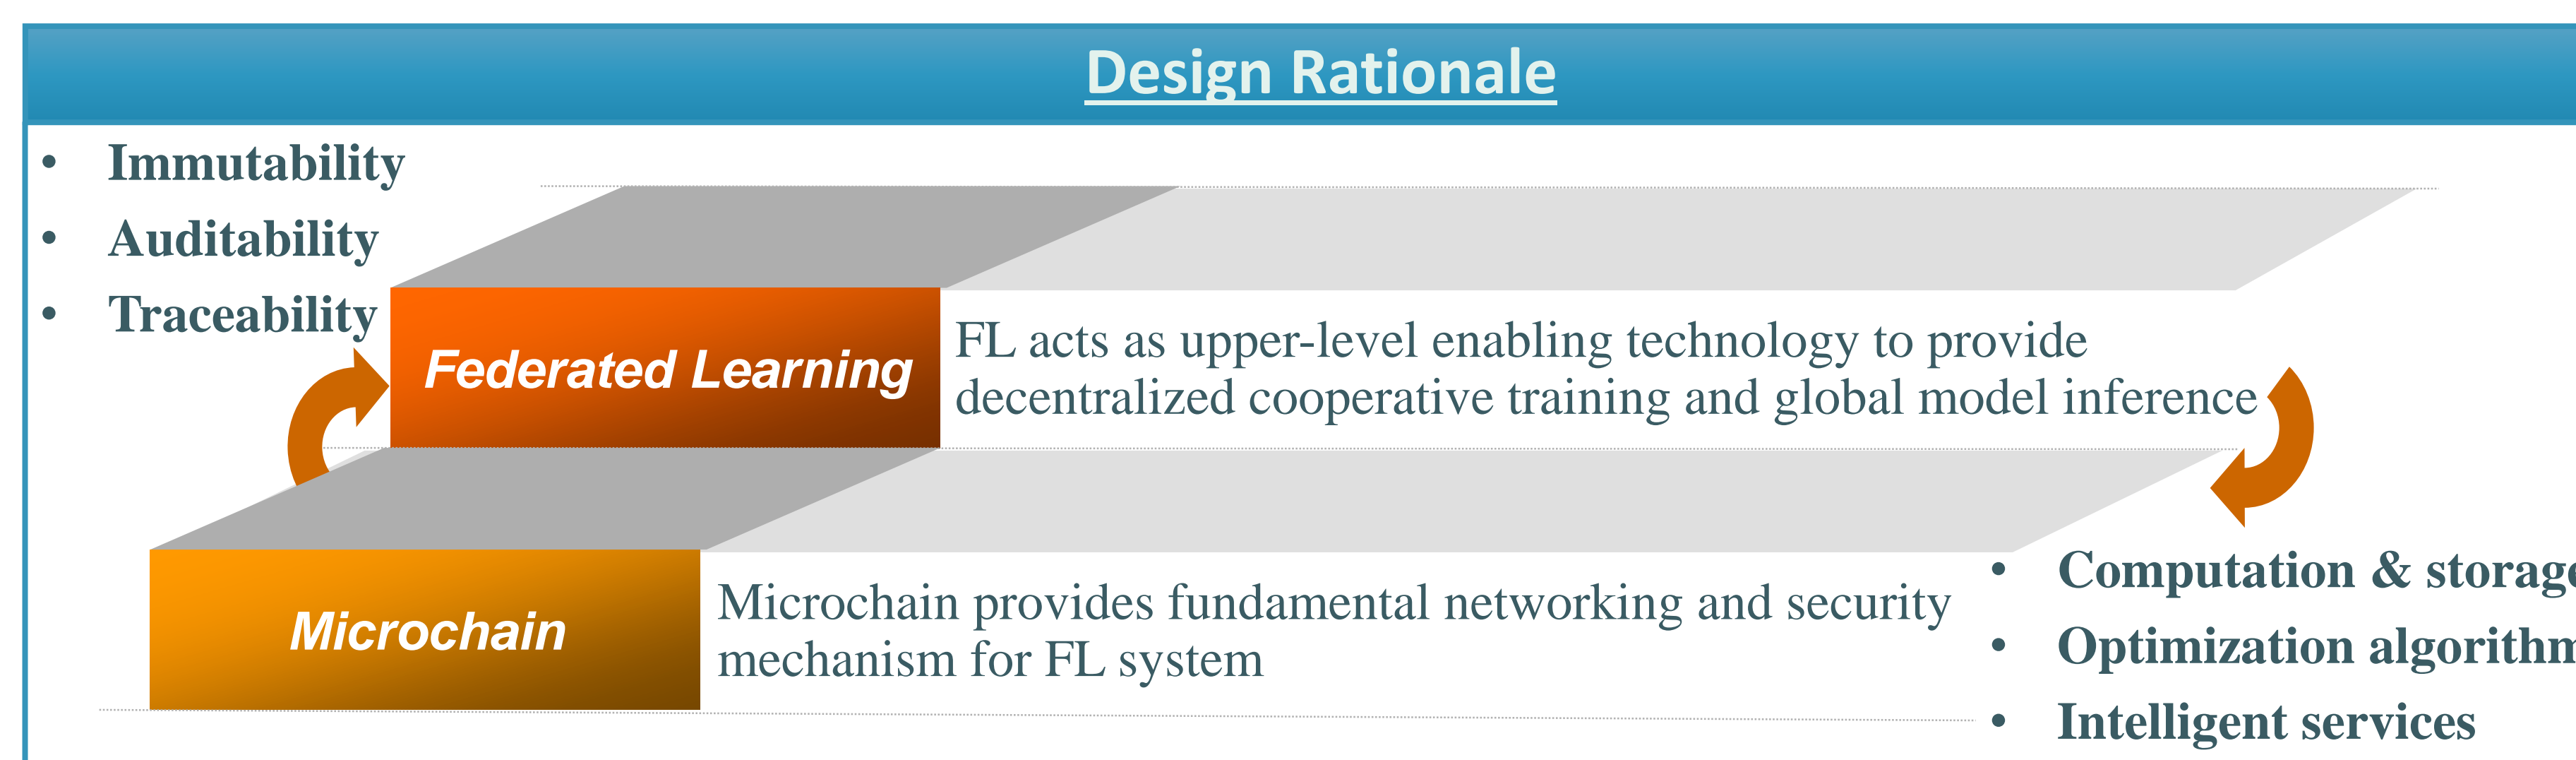 Design Rationale
• Immutability
• Auditability
• Traceability
Federated Learning
FL acts as upper-level enabling technology to provide
decentralized cooperative training and global model inference
Microchain
Microchain provides fundamental networking and security
mechanism for FL system
• Computation & storage
• Optimization algorithm
• Intelligent services